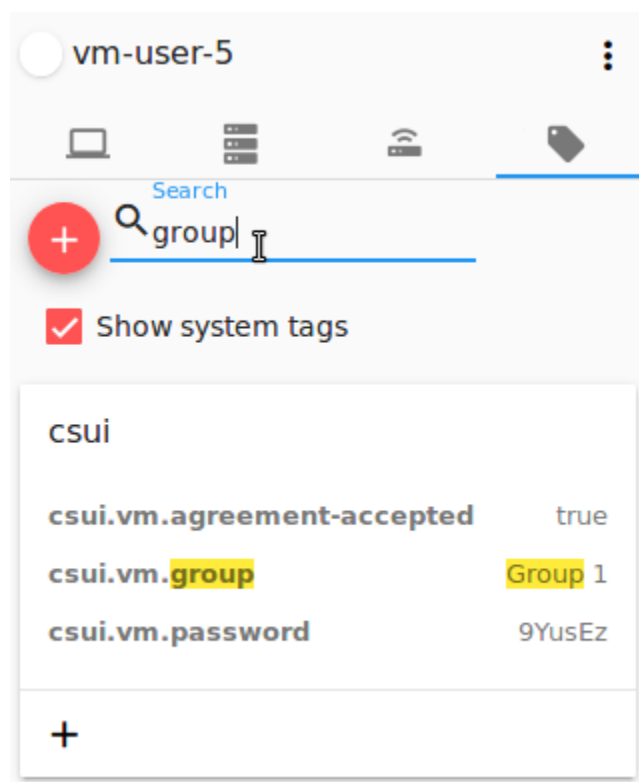 vm-user-5
Search
group
Show system tags
csui
csui.vm.agreement-accepted true
csui.vm.group Group 1
csui.vm.password 9YusEz